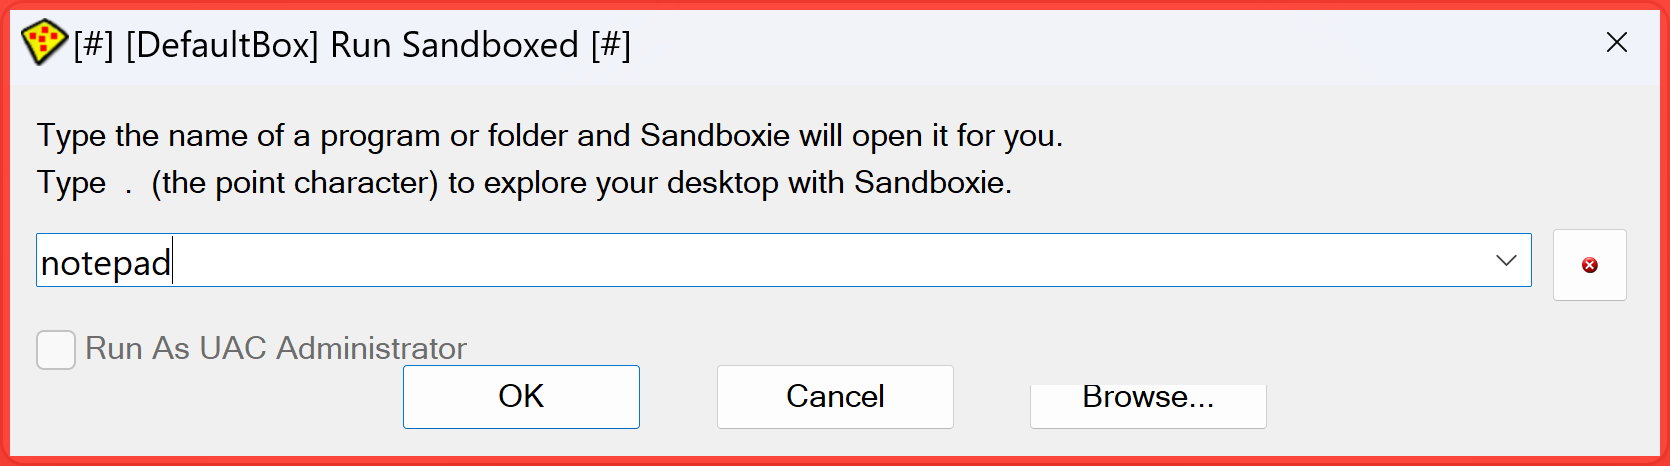 [#] [DefaultBox] Run Sandboxed [#]
Type the name of a program or folder and Sandboxie will open it for you.
Type . (the point character) to explore your desktop with Sandboxie.
notepad
Run As UAC Administrator
OK Cancel Browse...